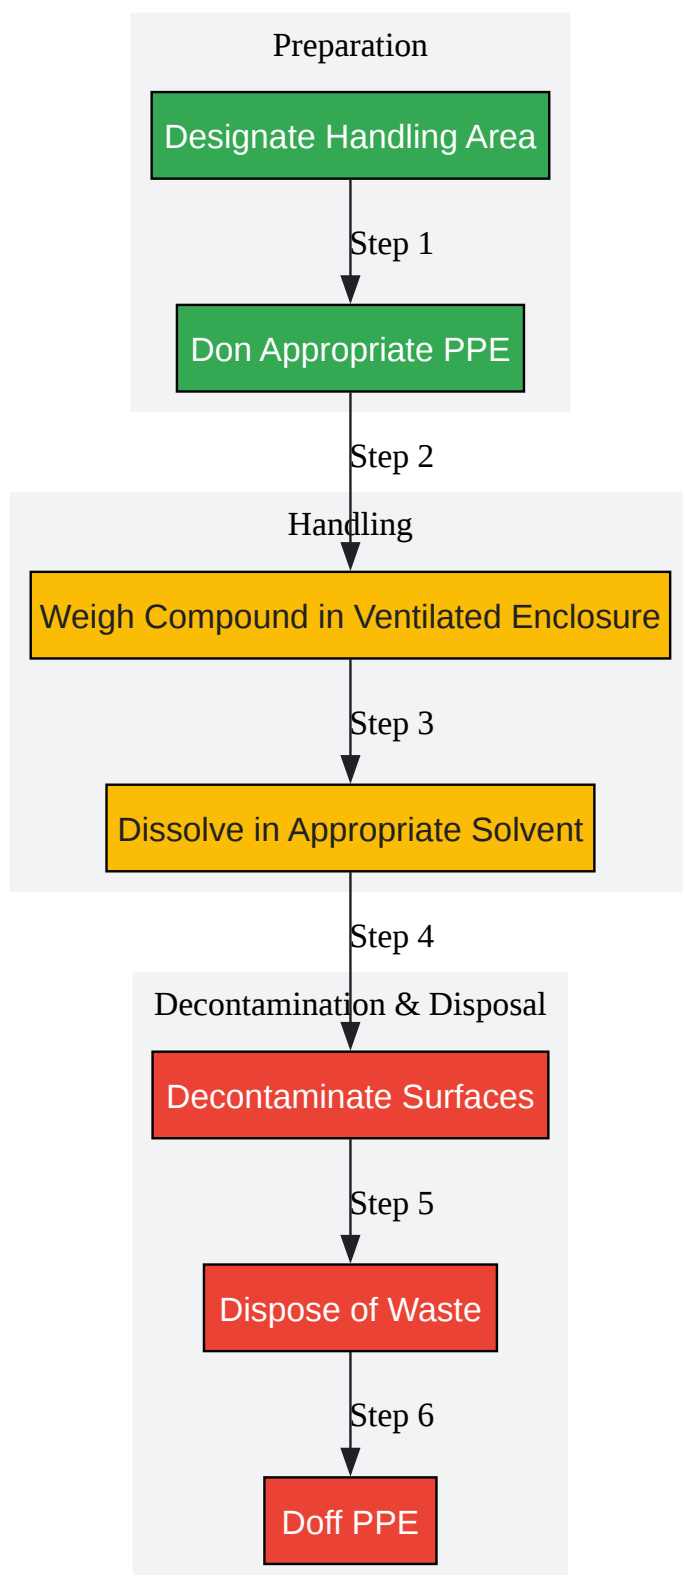 Preparation
Designate Handling Area
Step 1
Don Appropriate PPE
Step 2
Handling
Weigh Compound in Ventilated Enclosure
Step 3
Dissolve in Appropriate Solvent
Step 4
Decontamination & Disposal
Decontaminate Surfaces
Step 5
Dispose of Waste
Step 6
Doff PPE